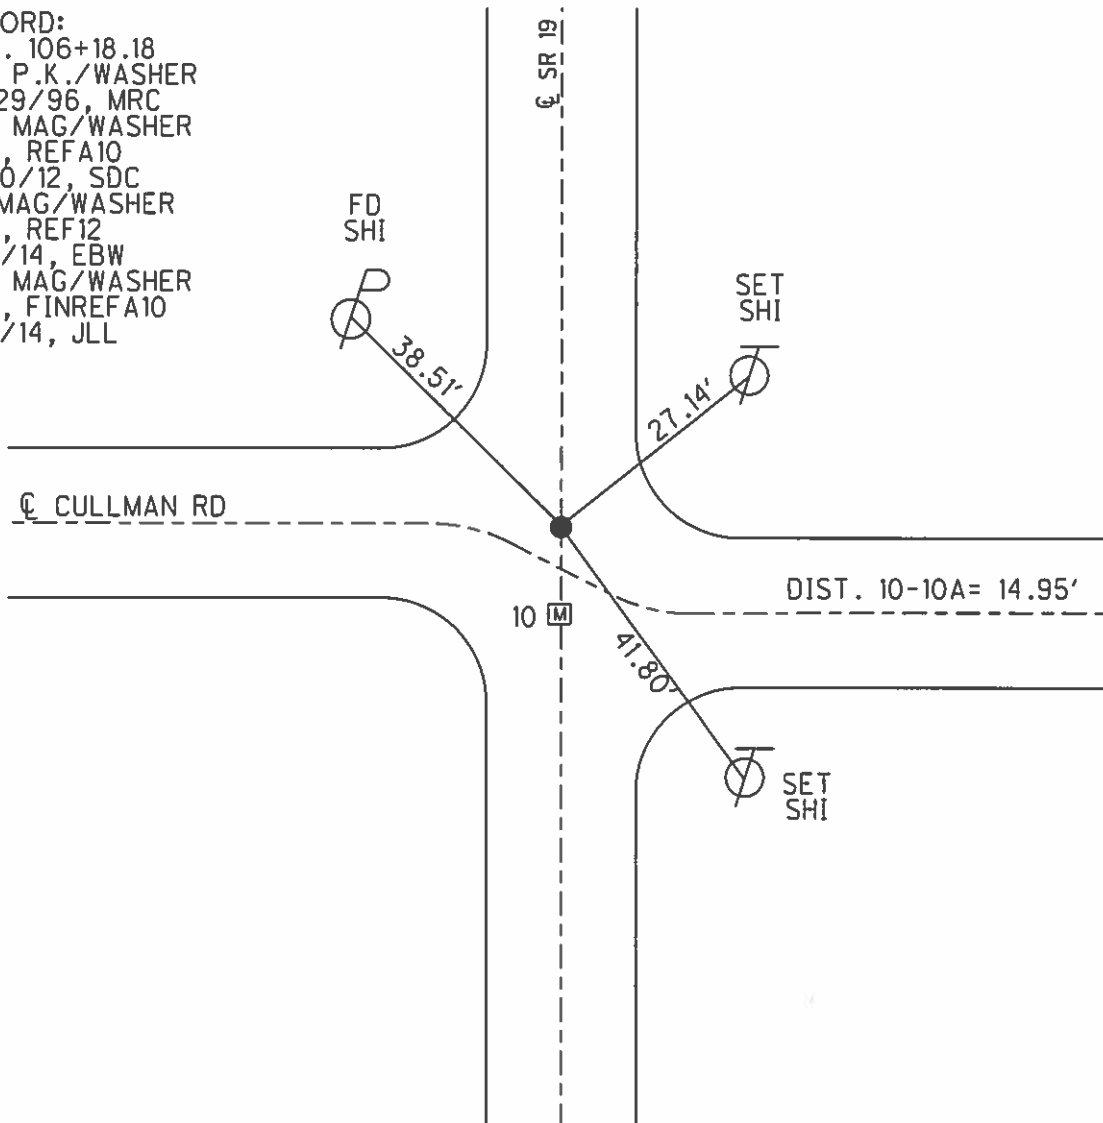 ORD:
. 106+18.18
P.K./WASHER
29/96, MRC
MAG/WASHER
, REFA10
0/12, SDC
MAG/WASHER
, REF12
/14, EBW
MAG/WASHER
, FINREFA10
/14, JLL
℄ SR 19
FD
SHI
SET
SHI
38.51'
27.14'
℄ CULLMAN RD
DIST. 10-10A= 14.95'
10 M
41.80'
SET
SHI